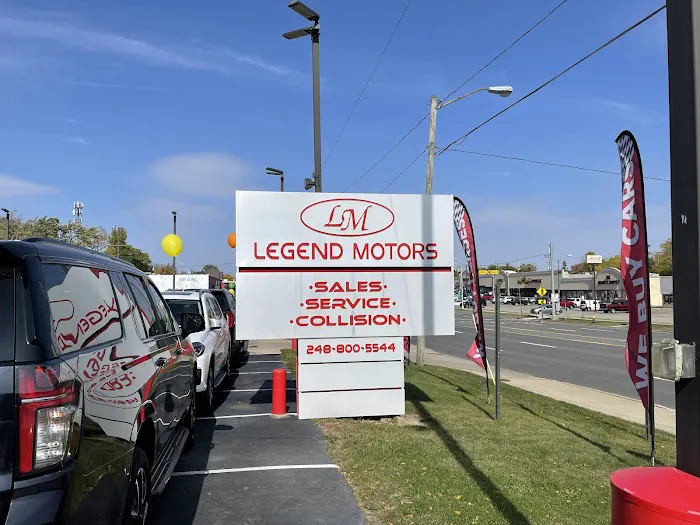 LM
LEGEND MOTORS
·SALES·
·SERVICE·
·COLLISION·
248-800-5544
WE BUY CARS